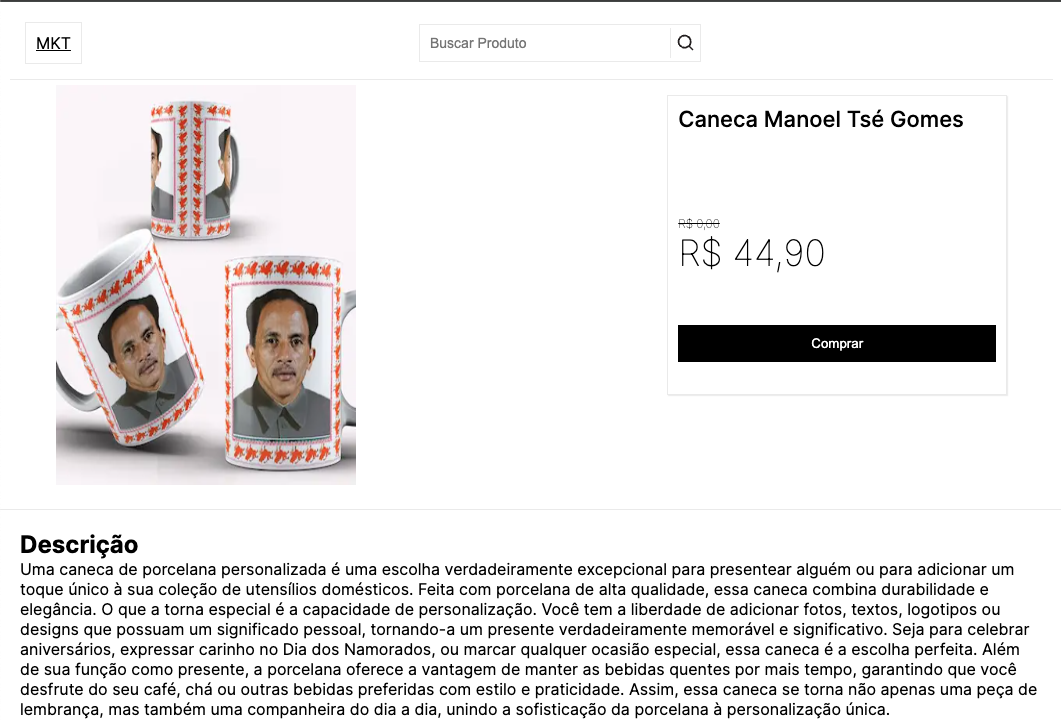 MKT
Buscar Produto
Caneca Manoel Tsé Gomes
R$ 0,00
R$ 44,90
Comprar
Descrição
Uma caneca de porcelana personalizada é uma escolha verdadeiramente excepcional para presentear alguém ou para adicionar um
toque único à sua coleção de utensílios domésticos. Feita com porcelana de alta qualidade, essa caneca combina durabilidade e
elegância. O que a torna especial é a capacidade de personalização. Você tem a liberdade de adicionar fotos, textos, logotipos ou
designs que possuam um significado pessoal, tornando-a um presente verdadeiramente memorável e significativo. Seja para celebrar
aniversários, expressar carinho no Dia dos Namorados, ou marcar qualquer ocasião especial, essa caneca é a escolha perfeita. Além
de sua função como presente, a porcelana oferece a vantagem de manter as bebidas quentes por mais tempo, garantindo que você
desfrute do seu café, chá ou outras bebidas preferidas com estilo e praticidade. Assim, essa caneca se torna não apenas uma peça de
lembrança, mas também uma companheira do dia a dia, unindo a sofisticação da porcelana à personalização única.